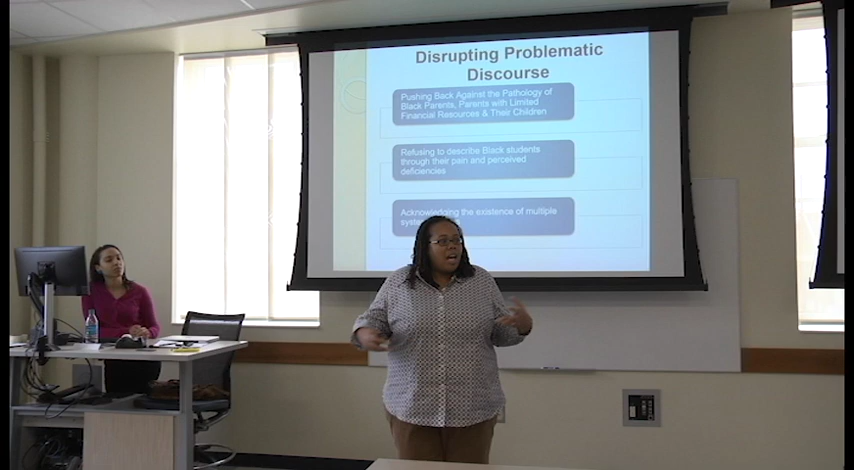 Disrupting Problematic
Discourse
Pushing Back Against the Pathology of
Black Parents, Parents with Limited
Financial Resources & Their Children
Refusing to describe Black students
through their pain and perceived
deficiencies
Acknowledging the existence of multiple